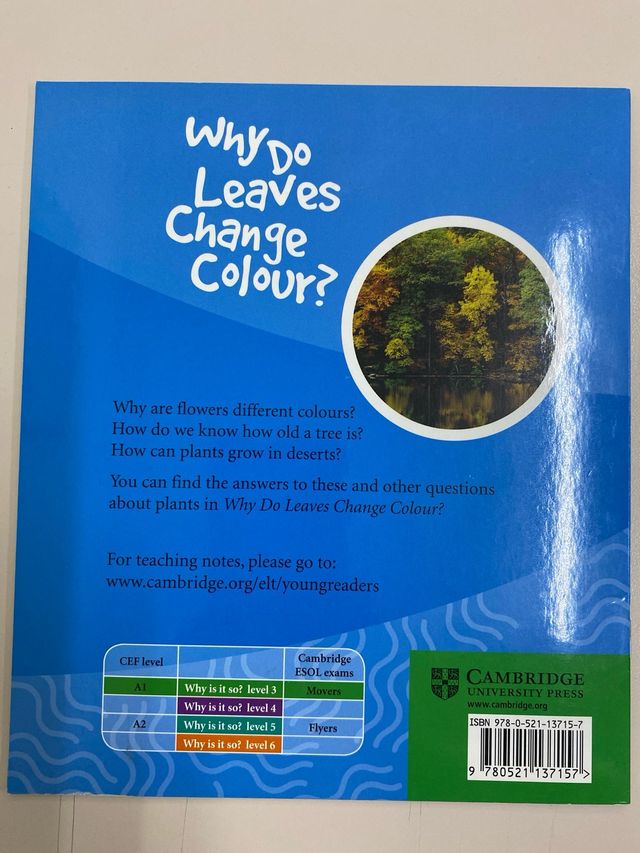 Why Do
Leaves
Change
Colour?
Why are flowers different colours?
How do we know how old a tree is?
How can plants grow in deserts?
You can find the answers to these and other questions
about plants in Why Do Leaves Change Colour?
For teaching notes, please go to:
www.cambridge.org/elt/youngreaders
CEF level
Cambridge
ESOL exams
A1 Why is it so? level 3 Movers
Why is it so? level 4
A2 Why is it so? level 5 Flyers
Why is it so? level 6
CAMBRIDGE
UNIVERSITY PRESS
www.cambridge.org
ISBN 978-0-521-13715-7
9 780521 137157 >